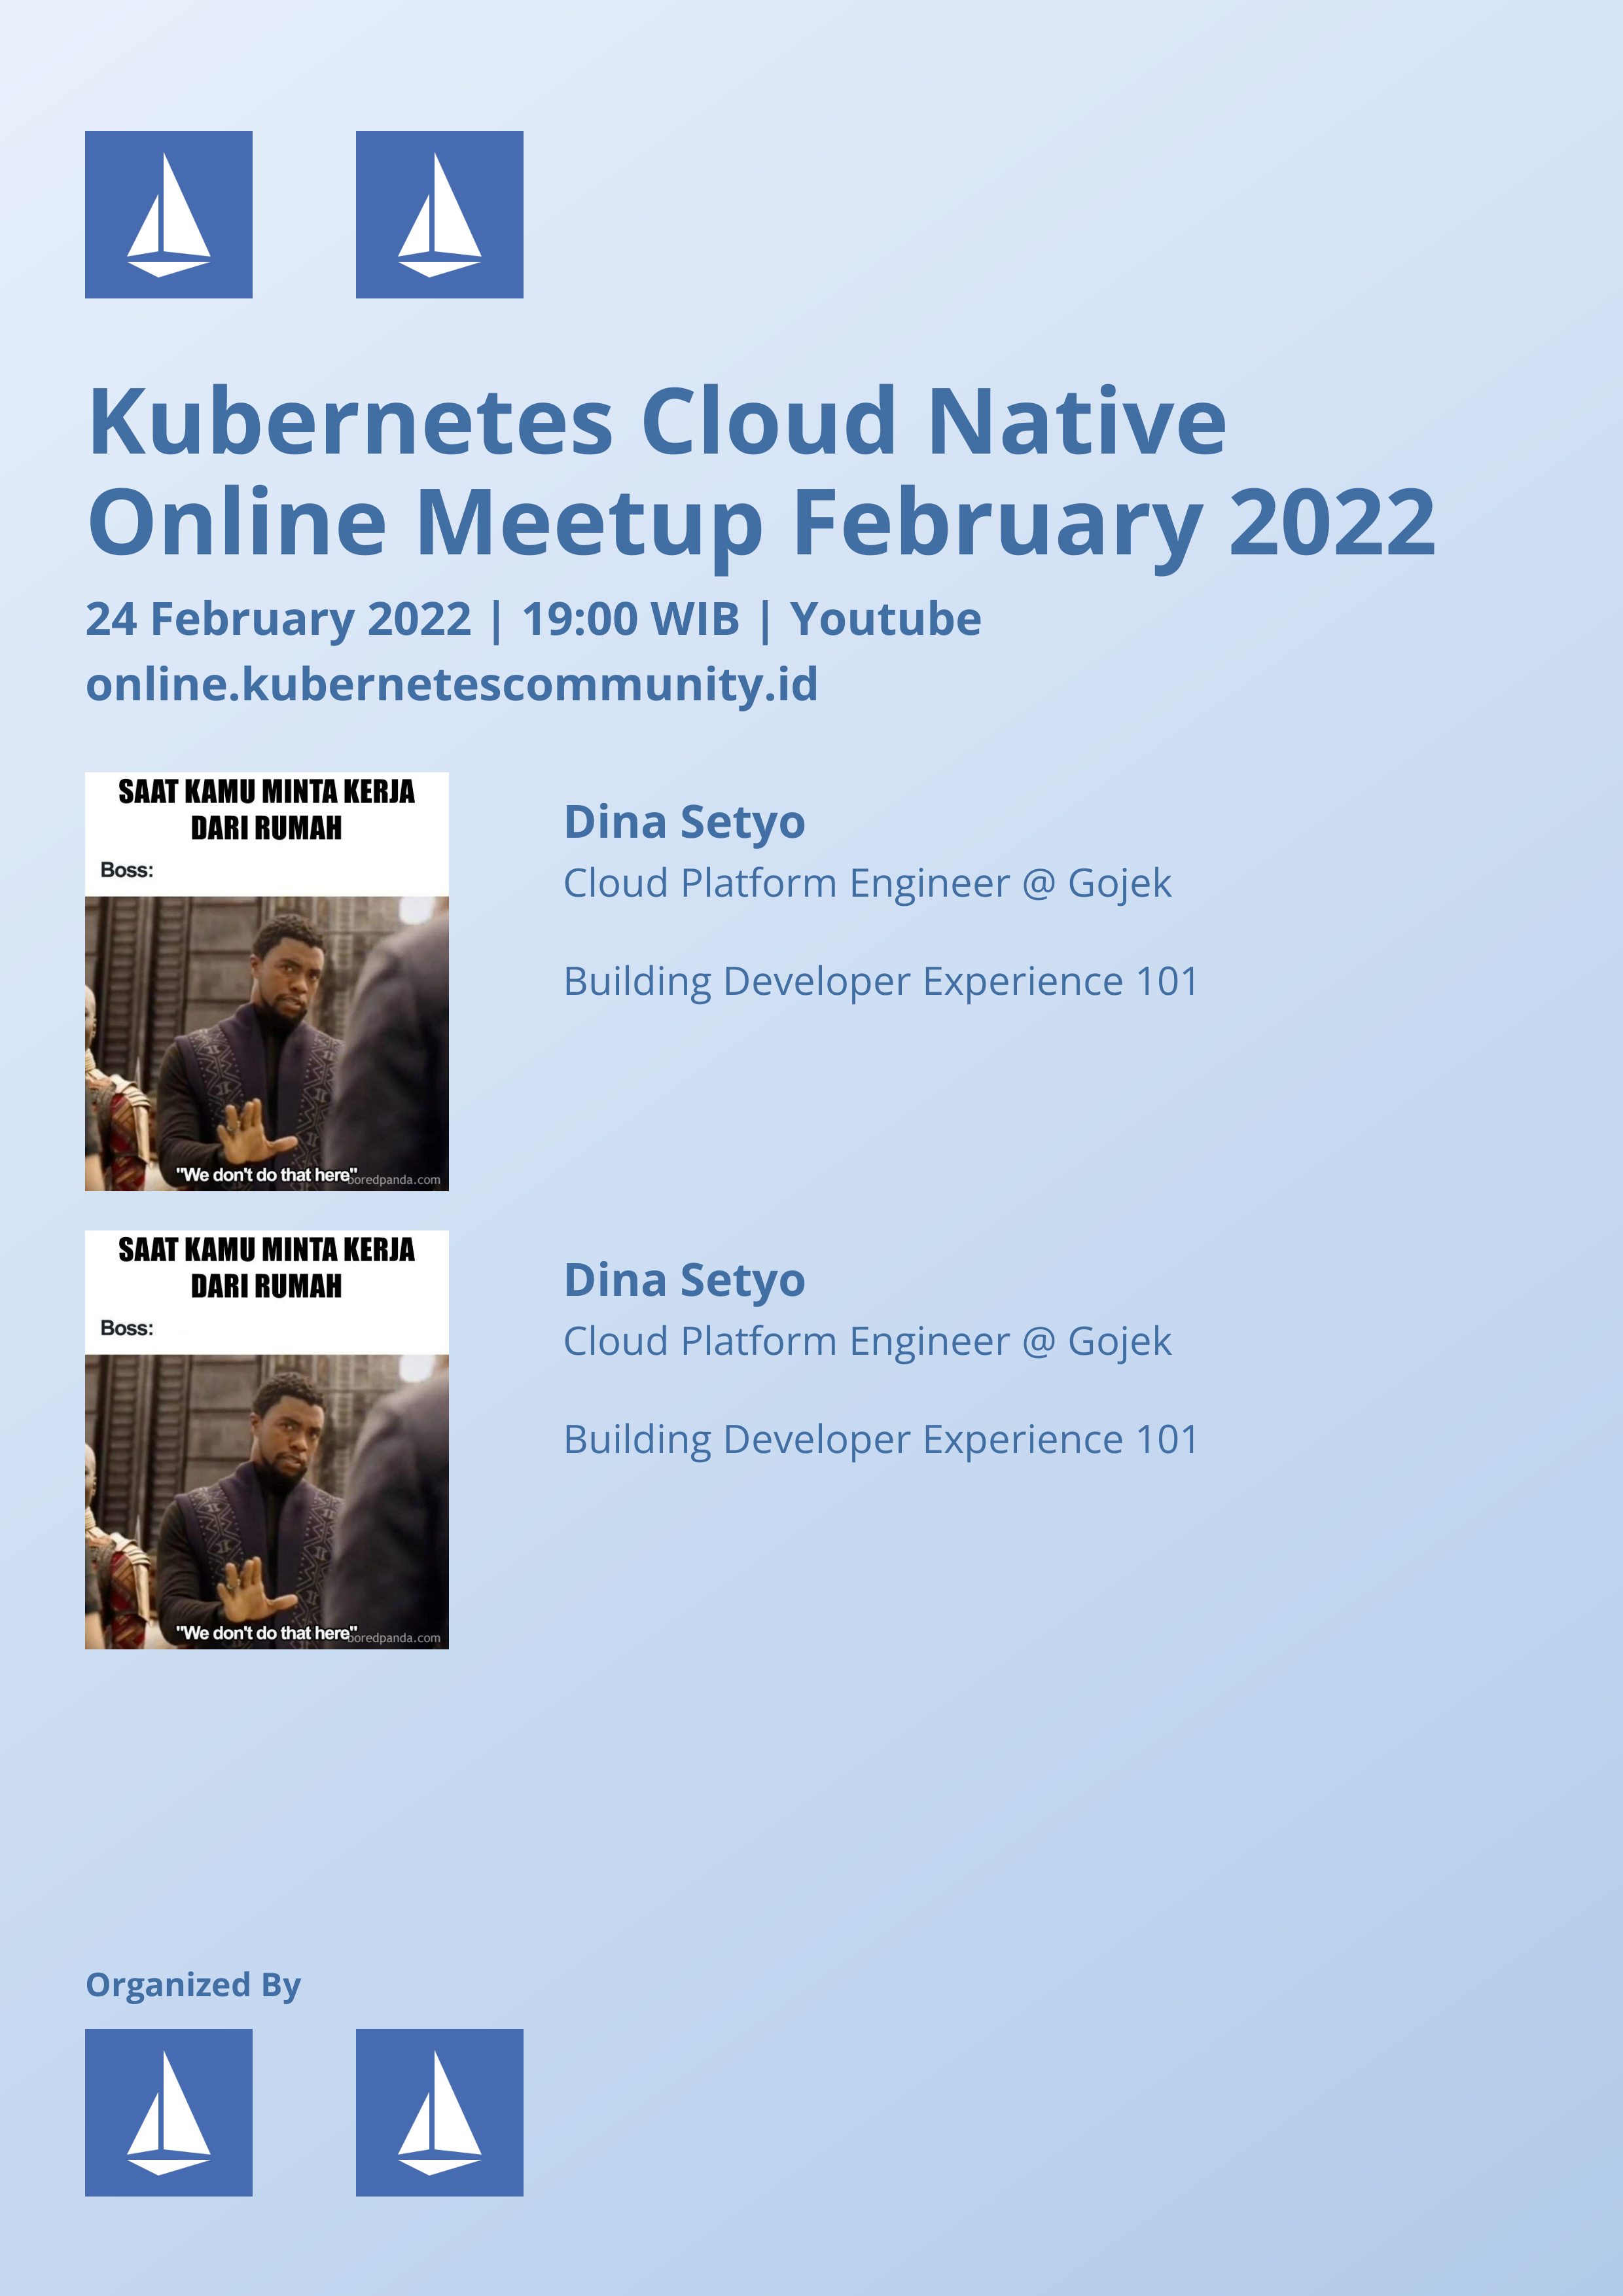 Kubernetes Cloud Native
Online Meetup February 2022
24 February 2022 | 19:00 WIB | Youtube
online.kubernetescommunity.id
SAAT KAMU MINTA KERJA
DARI RUMAH
Boss:
"We don't do that here"
boredpanda.com
Dina Setyo
Cloud Platform Engineer @ Gojek
Building Developer Experience 101
SAAT KAMU MINTA KERJA
DARI RUMAH
Boss:
"We don't do that here"
boredpanda.com
Dina Setyo
Cloud Platform Engineer @ Gojek
Building Developer Experience 101
Organized By